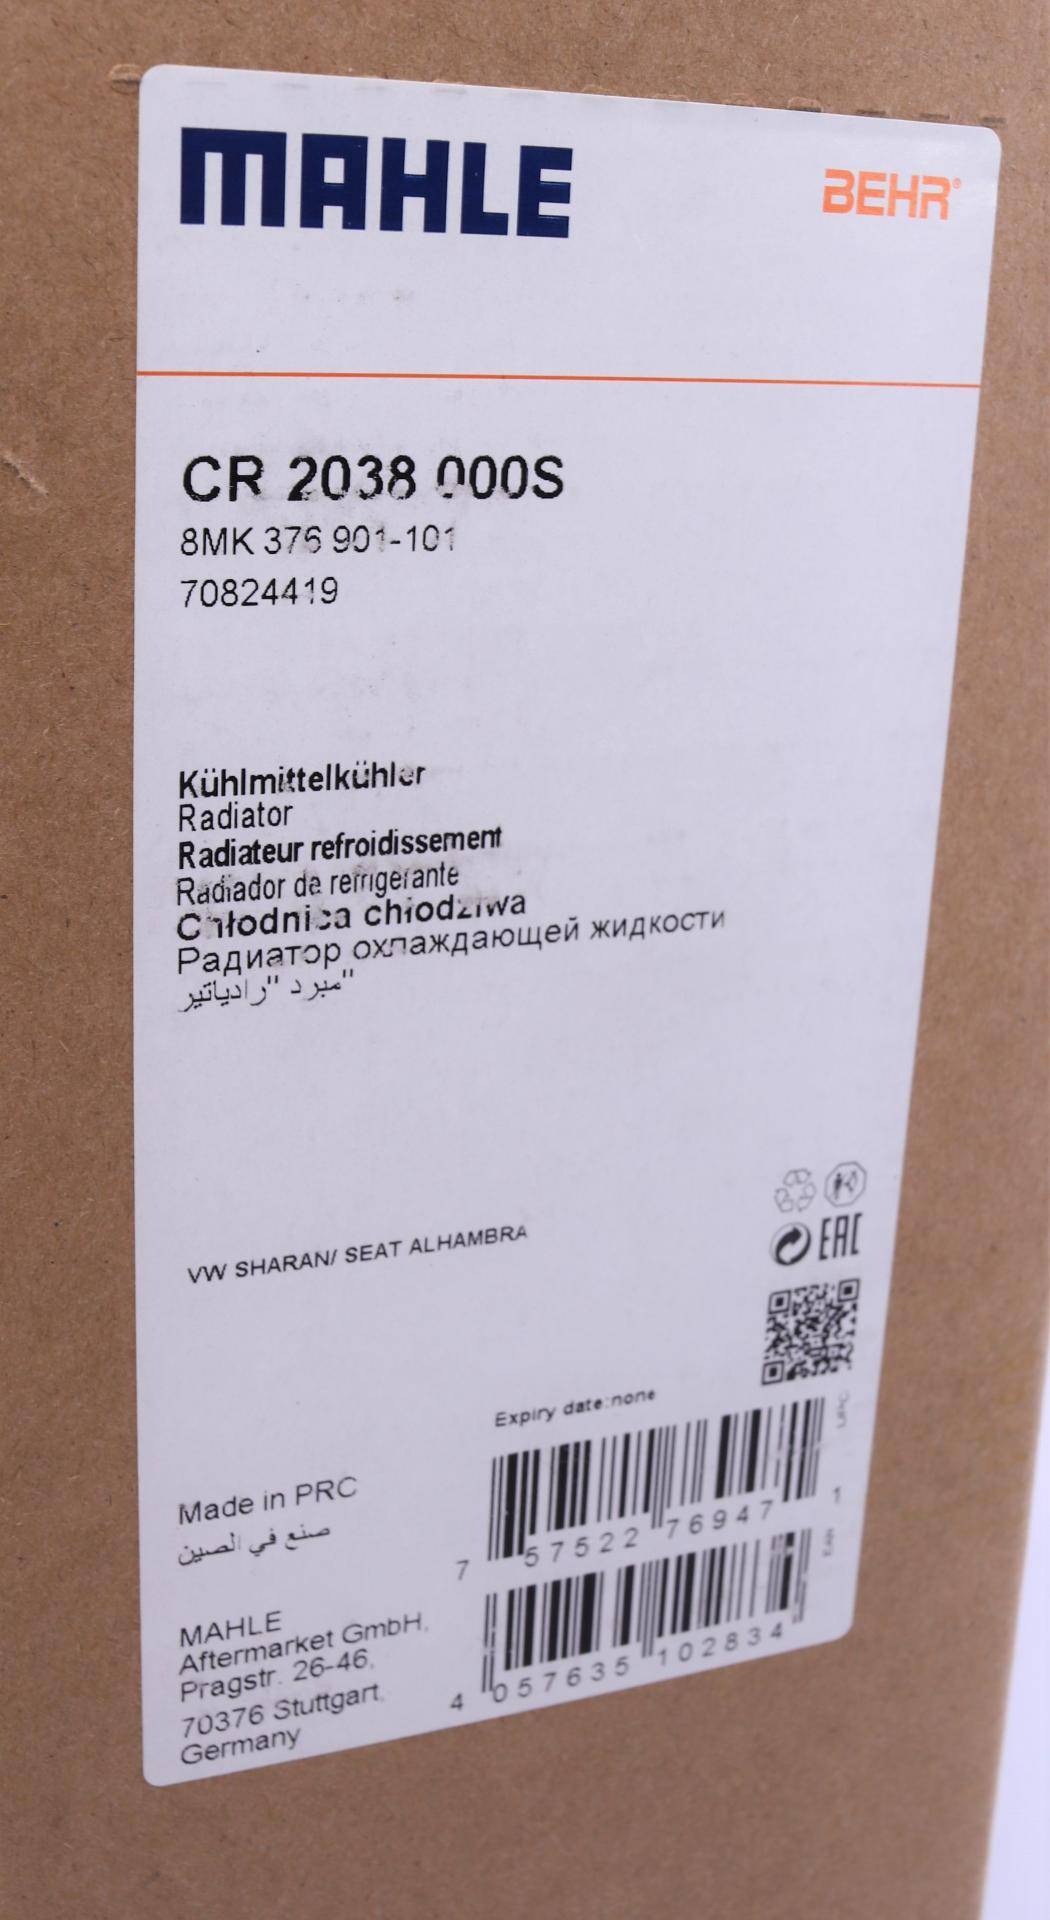 MAHLE
BEHR®
CR 2038 000S
8MK 376 901-101
70824419
Kühlmittelkühler
Radiator
Radiateur refroidissement
Radiador de refrigerante
Chłodnica chłodziwa
Радиатор охлаждающей жидкости
مبرد "رادياتير"
VW SHARAN/ SEAT ALHAMBRA
EAC
Expiry date:none
UPC
7 57522 76947 1
Made in PRC
صنع في الصين
EAN
4 057635 102834
MAHLE
Aftermarket GmbH,
Pragstr. 26-46,
70376 Stuttgart,
Germany